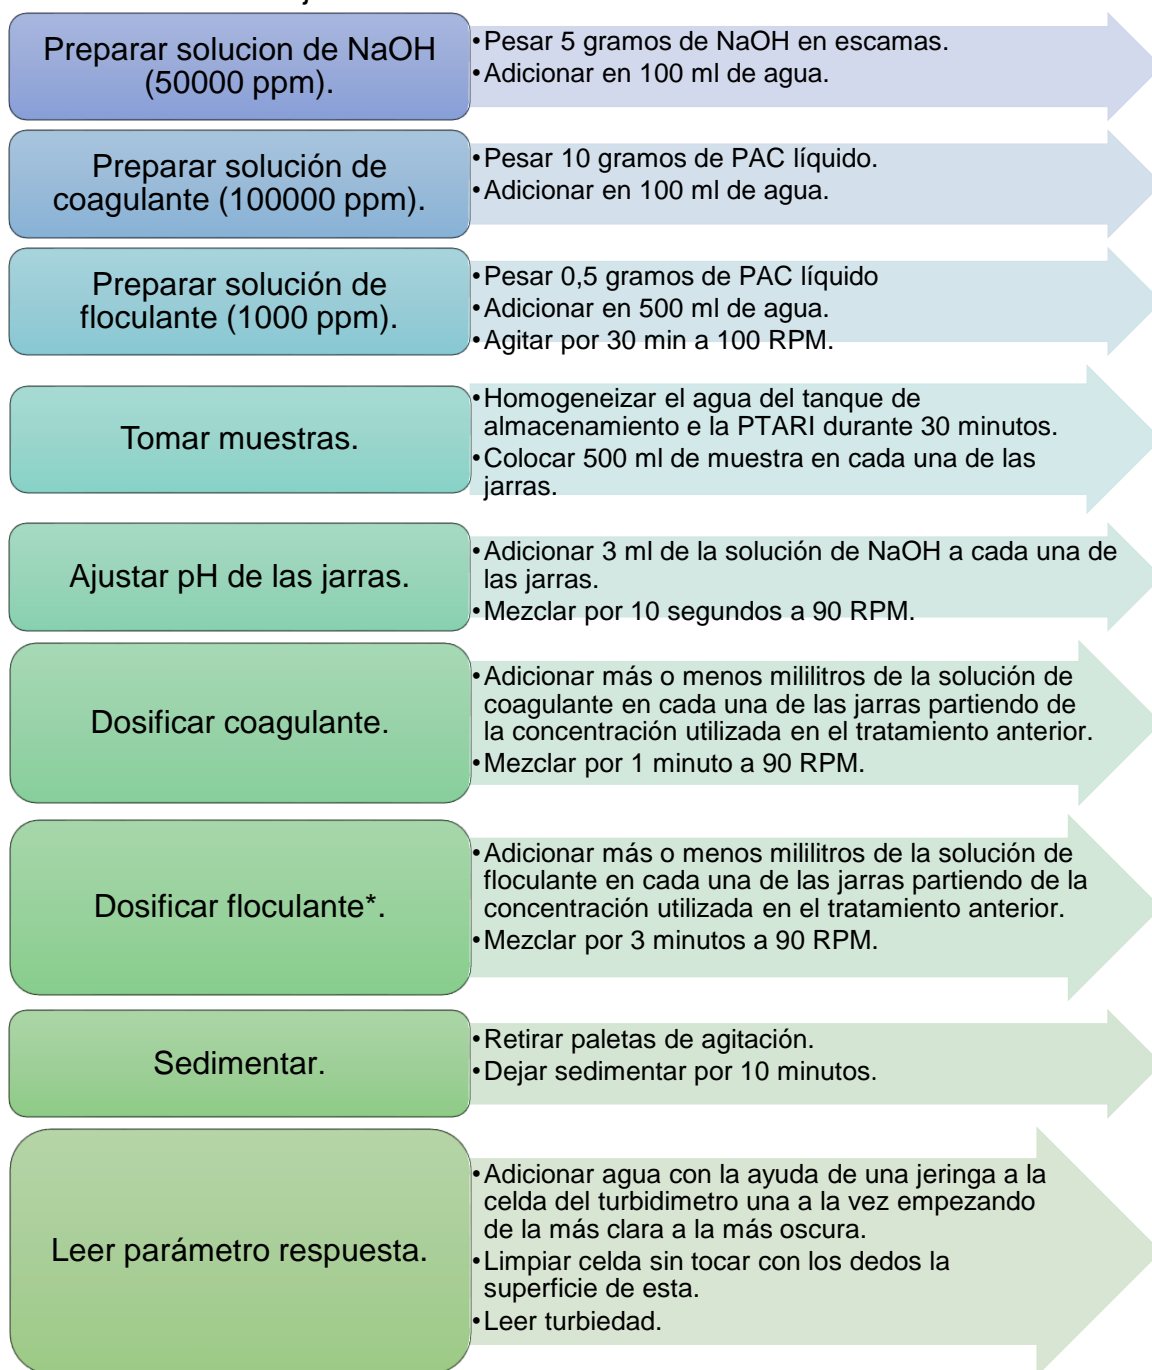 Preparar solucion de NaOH
(50000 ppm).
•Pesar 5 gramos de NaOH en escamas.
•Adicionar en 100 ml de agua.
Preparar solución de
coagulante (100000 ppm).
•Pesar 10 gramos de PAC líquido.
•Adicionar en 100 ml de agua.
Preparar solución de
floculante (1000 ppm).
•Pesar 0,5 gramos de PAC líquido
•Adicionar en 500 ml de agua.
•Agitar por 30 min a 100 RPM.
Tomar muestras.
•Homogeneizar el agua del tanque de
almacenamiento e la PTARI durante 30 minutos.
•Colocar 500 ml de muestra en cada una de las
jarras.
Ajustar pH de las jarras.
•Adicionar 3 ml de la solución de NaOH a cada una de
las jarras.
•Mezclar por 10 segundos a 90 RPM.
Dosificar coagulante.
•Adicionar más o menos mililitros de la solución de
coagulante en cada una de las jarras partiendo de
la concentración utilizada en el tratamiento anterior.
•Mezclar por 1 minuto a 90 RPM.
Dosificar floculante*.
•Adicionar más o menos mililitros de la solución de
floculante en cada una de las jarras partiendo de la
concentración utilizada en el tratamiento anterior.
•Mezclar por 3 minutos a 90 RPM.
Sedimentar.
•Retirar paletas de agitación.
•Dejar sedimentar por 10 minutos.
Leer parámetro respuesta.
•Adicionar agua con la ayuda de una jeringa a la
celda del turbidimetro una a la vez empezando
de la más clara a la más oscura.
•Limpiar celda sin tocar con los dedos la
superficie de esta.
•Leer turbiedad.